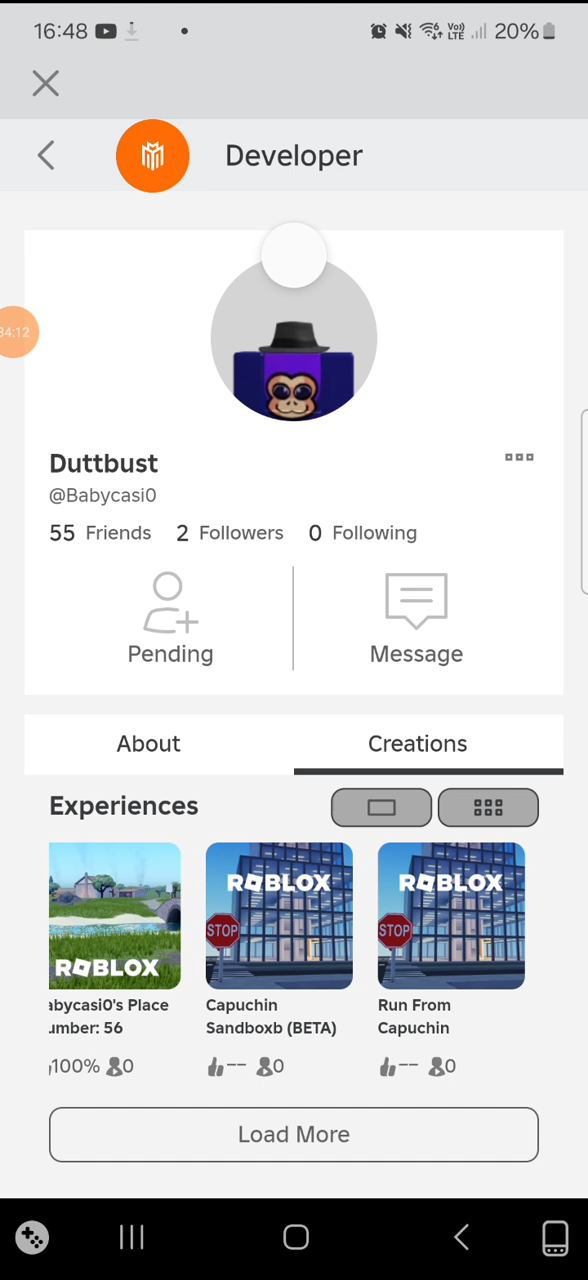 16:48
Vo))
LTE
20%
Developer
34:12
Duttbust
@Babycasi0
55 Friends 2 Followers 0 Following
Pending Message
About Creations
Experiences
ROBLOX ROBLOX
STOP STOP
ROBLOX
abycasi0's Place Capuchin Run From
umber: 56 Sandboxb (BETA) Capuchin
100% 0 -- 0 -- 0
Load More